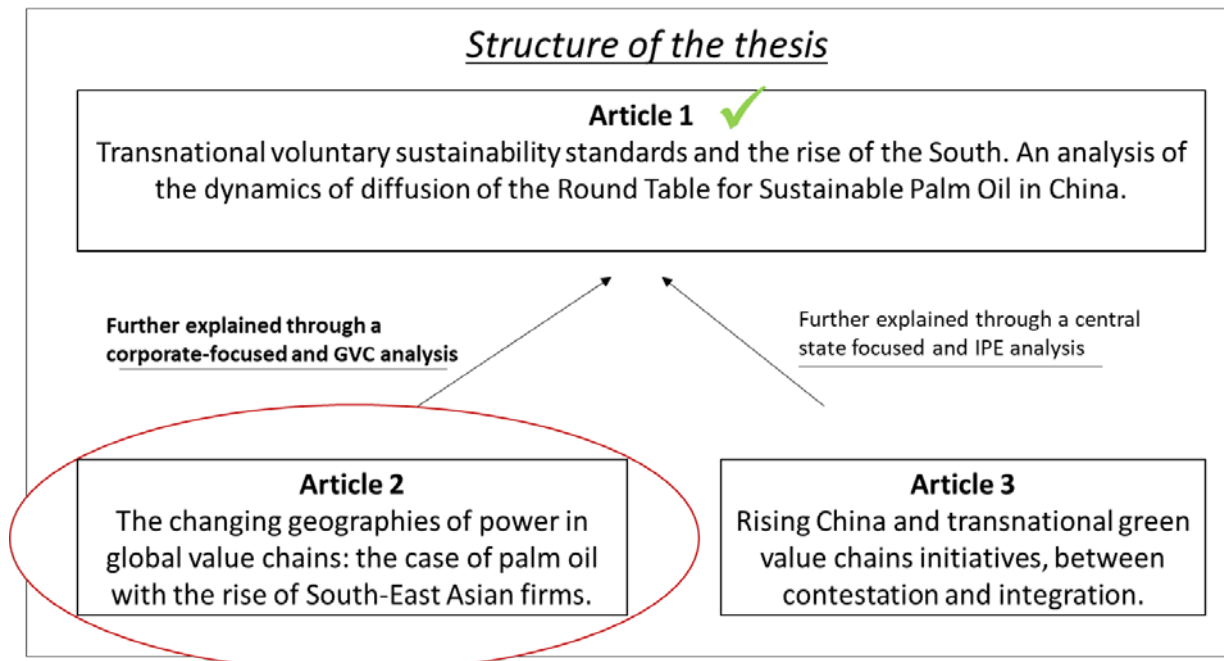 Structure of the thesis
Article 1
Transnational voluntary sustainability standards and the rise of the South. An analysis of
the dynamics of diffusion of the Round Table for Sustainable Palm Oil in China.
Further explained through a
corporate-focused and GVC analysis
Further explained through a central
state focused and IPE analysis
Article 2
The changing geographies of power in
global value chains: the case of palm oil
with the rise of South-East Asian firms.
Article 3
Rising China and transnational green
value chains initiatives, between
contestation and integration.